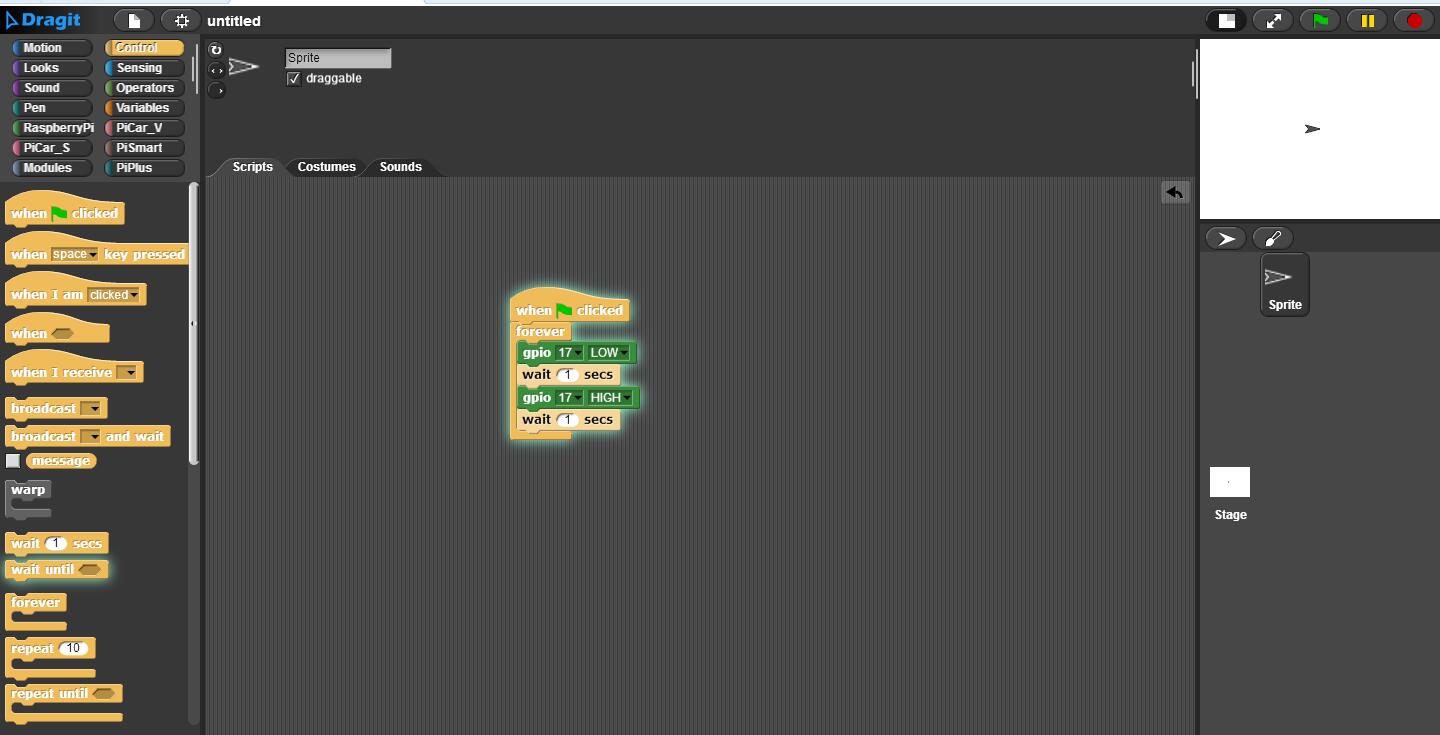 Dragit
untitled
Motion
Control
Looks
Sensing
Sound
Operators
Pen
Variables
RaspberryPi
PiCar_V
PiCar_S
PiSmart
Modules
PiPlus
Sprite
draggable
Scripts
Costumes
Sounds
when clicked
when space key pressed
when I am clicked
when
when I receive
broadcast
broadcast and wait
message
warp
wait 1 secs
wait until
forever
repeat 10
repeat until
when clicked
forever
gpio 17 LOW
wait 1 secs
gpio 17 HIGH
wait 1 secs
Sprite
Stage